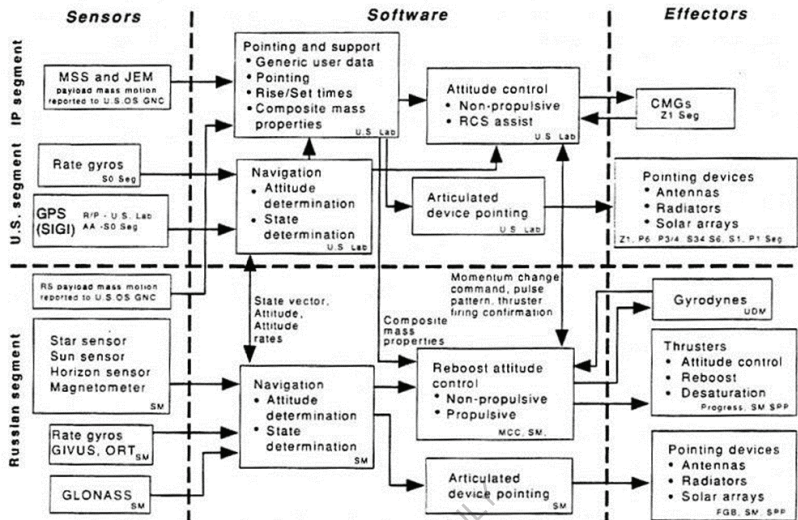 Sensors
Software
Effectors
IP segment
U.S. segment
Russian segment
MSS and JEM
payload mass motion
reported to U.S.OS GNC
Pointing and support
• Generic user data
• Pointing
• Rise/Set times
• Composite mass
properties
U.S. Lab
Attitude control
• Non-propulsive
• RCS assist
U.S. Lab
CMGs
Z1 Seg
Rate gyros
S0 Seg
Navigation
• Attitude
determination
• State
determination
U.S. Lab
GPS
(SIGI)
R/P - U.S. Lab
AA - S0 Seg
Articulated
device pointing
U.S. Lab
Pointing devices
• Antennas
• Radiators
• Solar arrays
Z1, P6, P3/4, S34 S6, S1, P1 Seg
RS payload mass motion
reported to U.S.OS GNC
State vector,
Attitude,
Attitude
rates
Composite
mass
properties
Momentum change
command, pulse
pattern, thruster
firing confirmation
Gyrodynes
UDM
Star sensor
Sun sensor
Horizon sensor
Magnetometer
SM
Navigation
• Attitude
determination
• State
determination
SM
Reboost attitude
control
• Non-propulsive
• Propulsive
MCC, SM,
Thrusters
• Attitude control
• Reboost
• Desaturation
Progress, SM SPP
Rate gyros
GIVUS, ORT
SM
GLONASS
SM
Articulated
device pointing
SM
Pointing devices
• Antennas
• Radiators
• Solar arrays
FGB, SM, SPP